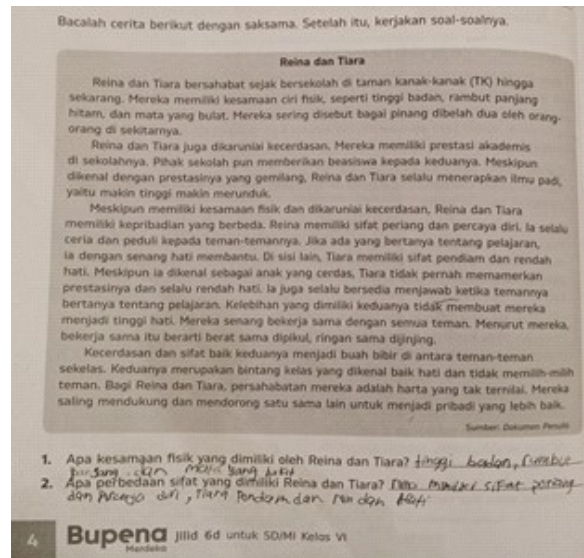 Bacalah cerita berikut dengan saksama. Setelah itu, kerjakan soal-soalnya.
Reina dan Tiara
Reina dan Tiara bersahabat sejak bersekolah di taman kanak-kanak (TK) hingga
sekarang. Mereka memiliki kesamaan ciri fisik, seperti tinggi badan, rambut panjang
hitam, dan mata yang bulat. Mereka sering disebut bagai pinang dibelah dua oleh orang-
orang di sekitarnya.
Reina dan Tiara juga dikaruniai kecerdasan. Mereka memiliki prestasi akademis
di sekolahnya. Pihak sekolah pun memberikan beasiswa kepada keduanya. Meskipun
dikenal dengan prestasinya yang gemilang, Reina dan Tiara selalu menerapkan ilmu padi,
yaitu makin tinggi makin merunduk.
Meskipun memiliki kesamaan fisik dan dikaruniai kecerdasan, Reina dan Tiara
memiliki kepribadian yang berbeda. Reina memiliki sifat periang dan percaya diri. Ia selalu
ceria dan peduli kepada teman-temannya. Jika ada yang bertanya tentang pelajaran,
ia dengan senang hati membantu. Di sisi lain, Tiara memiliki sifat pendiam dan rendah
hati. Meskipun ia dikenal sebagai anak yang cerdas, Tiara tidak pernah memamerkan
prestasinya dan selalu rendah hati. Ia juga selalu bersedia menjawab ketika temannya
bertanya tentang pelajaran. Kelebihan yang dimiliki keduanya tidak membuat mereka
menjadi tinggi hati. Mereka senang bekerja sama dengan semua teman. Menurut mereka,
bekerja sama itu berarti berat sama dipikul, ringan sama dijinjing.
Kecerdasan dan sifat baik keduanya menjadi buah bibir di antara teman-teman
sekelas. Keduanya merupakan bintang kelas yang dikenal baik hati dan tidak memilih-milih
teman. Bagi Reina dan Tiara, persahabatan mereka adalah harta yang tak ternilai. Mereka
saling mendukung dan mendorong satu sama lain untuk menjadi pribadi yang lebih baik.
Sumber: Dokumen Penulis
1. Apa kesamaan fisik yang dimiliki oleh Reina dan Tiara? tinggi badan, rambut
panjang dan mata yang
2. Apa perbedaan sifat yang dimiliki Reina dan Tiara? sifat
dan diri, Tiara dan hati
4 Bupena jilid 6d untuk SD/MI Kelas VI
Merdeka